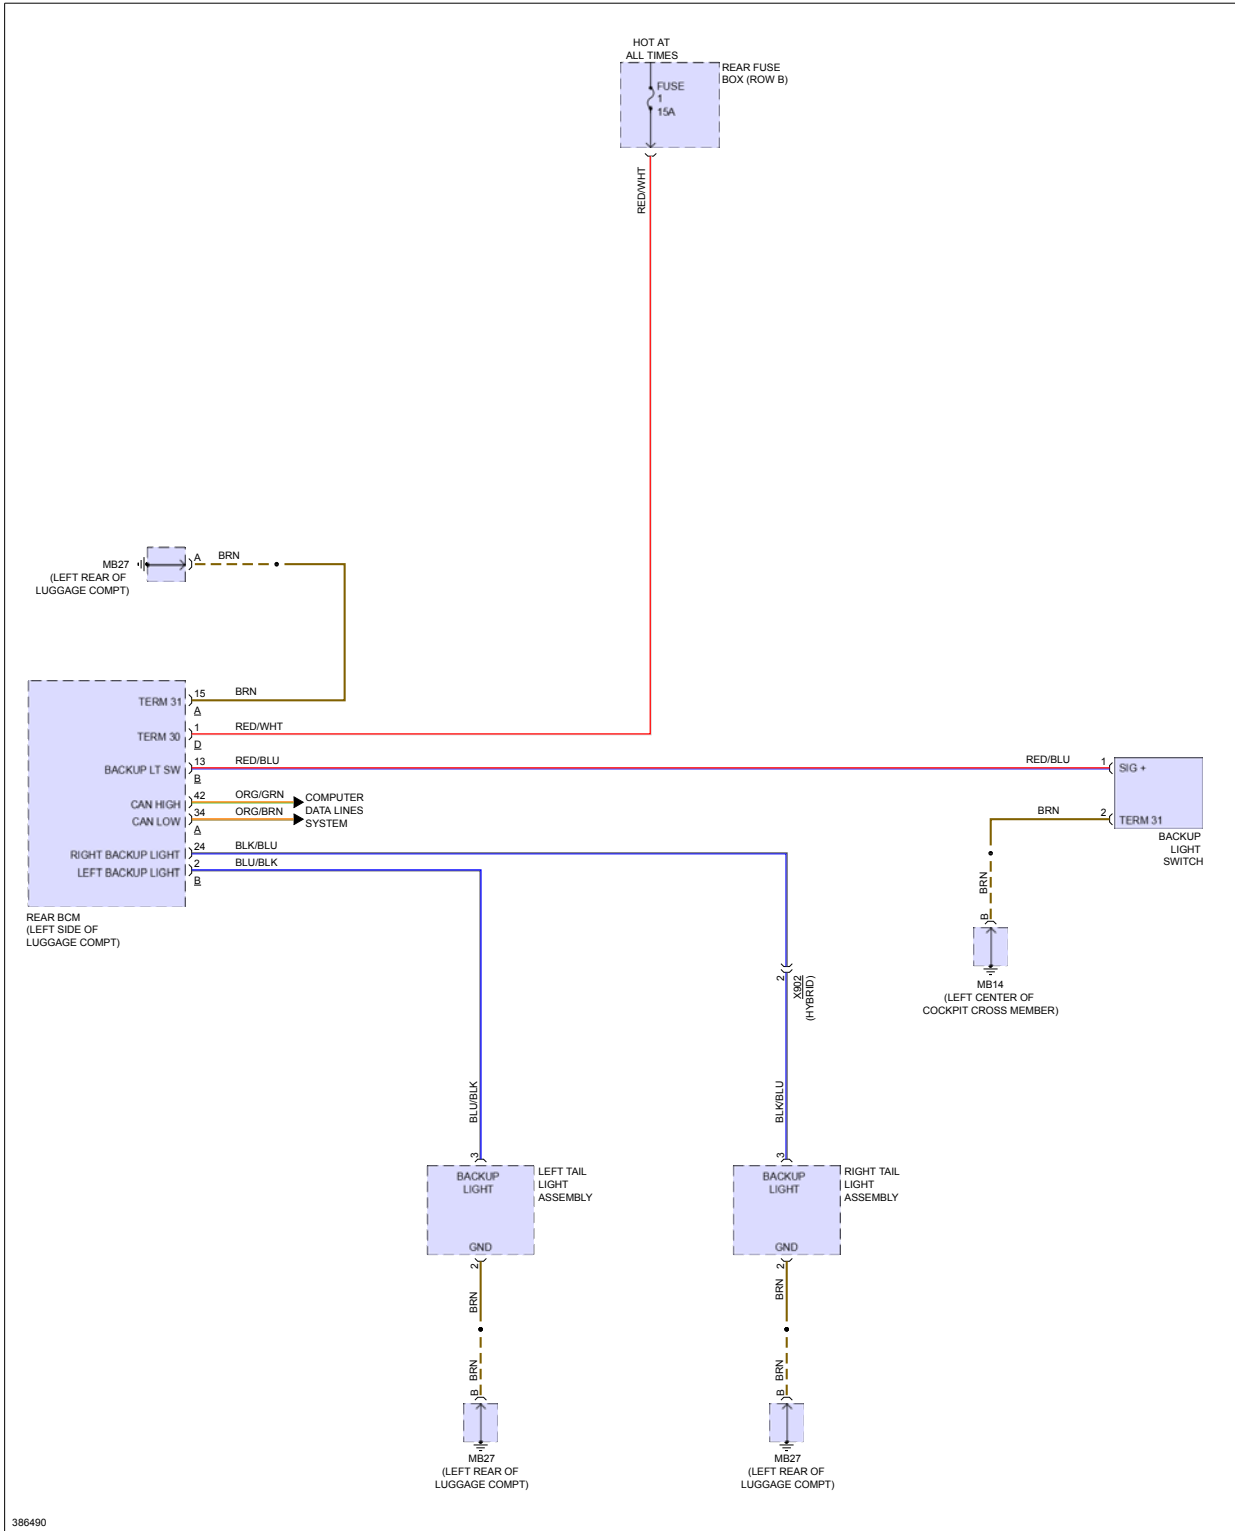 HOT AT
ALL TIMES
REAR FUSE
BOX (ROW B)
FUSE
1
15A
RED/WHT
MB27
(LEFT REAR OF
LUGGAGE COMPT)
A
BRN
TERM 31
15
A
BRN
TERM 30
1
D
RED/WHT
BACKUP LT SW
13
B
RED/BLU
RED/BLU
1
SIG +
CAN HIGH
42
ORG/GRN
CAN LOW
34
A
ORG/BRN
COMPUTER
DATA LINES
SYSTEM
BRN
2
TERM 31
BACKUP
LIGHT
SWITCH
RIGHT BACKUP LIGHT
24
BLK/BLU
LEFT BACKUP LIGHT
2
B
BLU/BLK
REAR BCM
(LEFT SIDE OF
LUGGAGE COMPT)
BRN
B
MB14
(LEFT CENTER OF
COCKPIT CROSS MEMBER)
2
X902
(HYBRID)
BLU/BLK
BLK/BLU
3
BACKUP
LIGHT
GND
LEFT TAIL
LIGHT
ASSEMBLY
3
BACKUP
LIGHT
GND
RIGHT TAIL
LIGHT
ASSEMBLY
2
BRN
BRN
B
MB27
(LEFT REAR OF
LUGGAGE COMPT)
2
BRN
BRN
B
MB27
(LEFT REAR OF
LUGGAGE COMPT)
386490